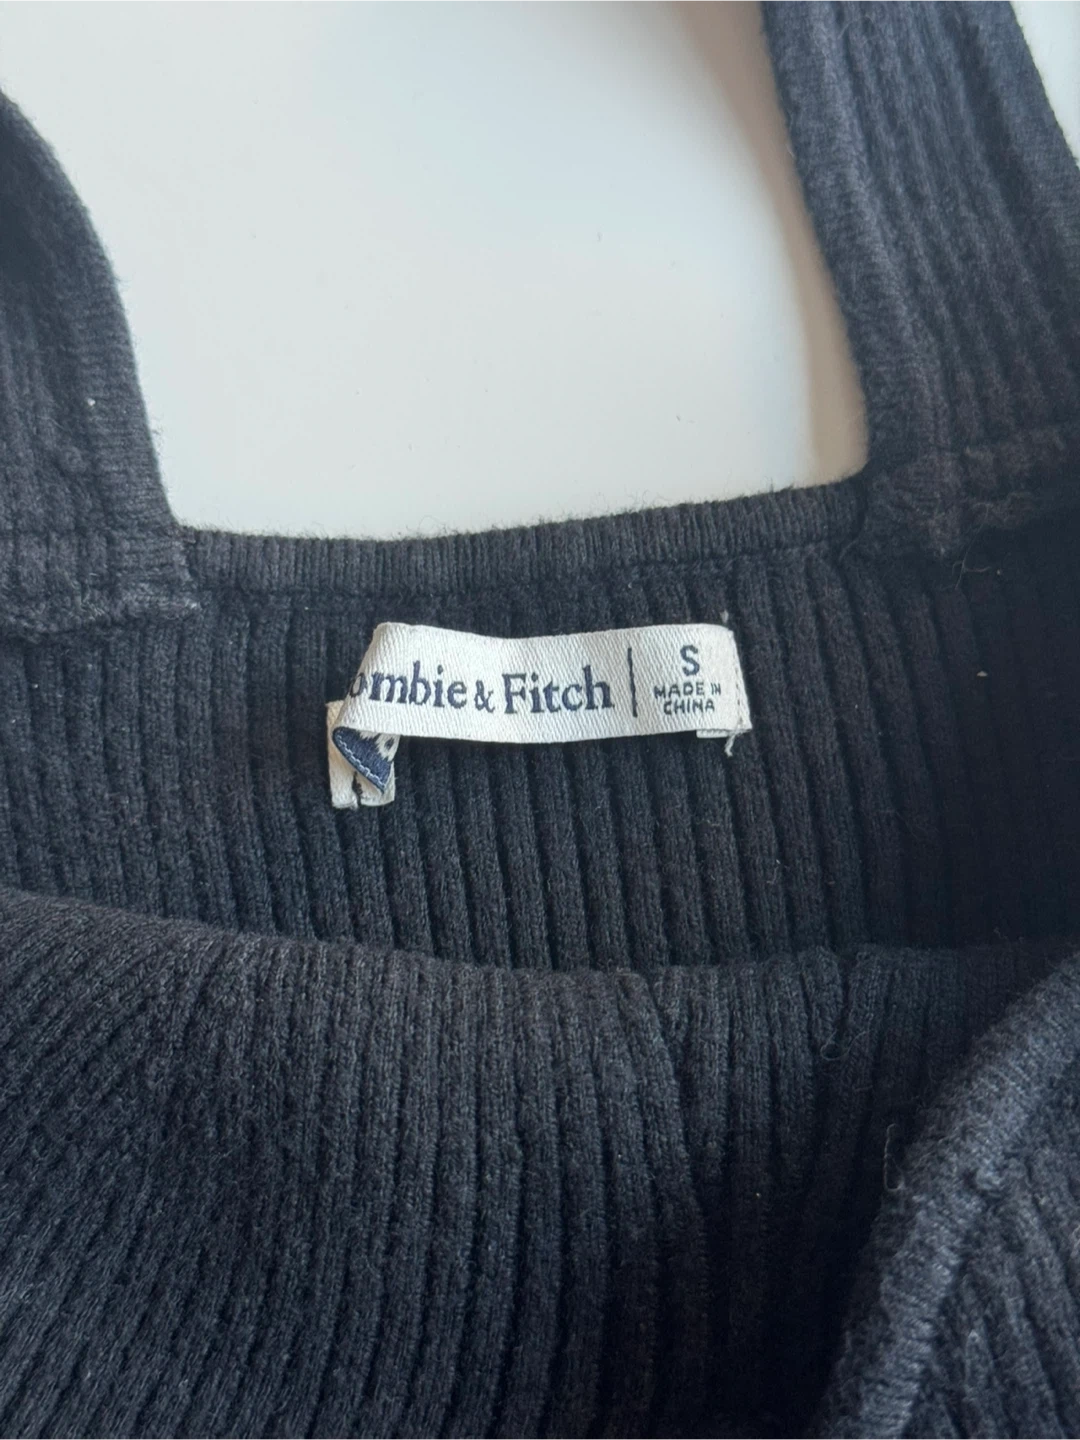 ombie & Fitch
S
MADE IN
CHINA